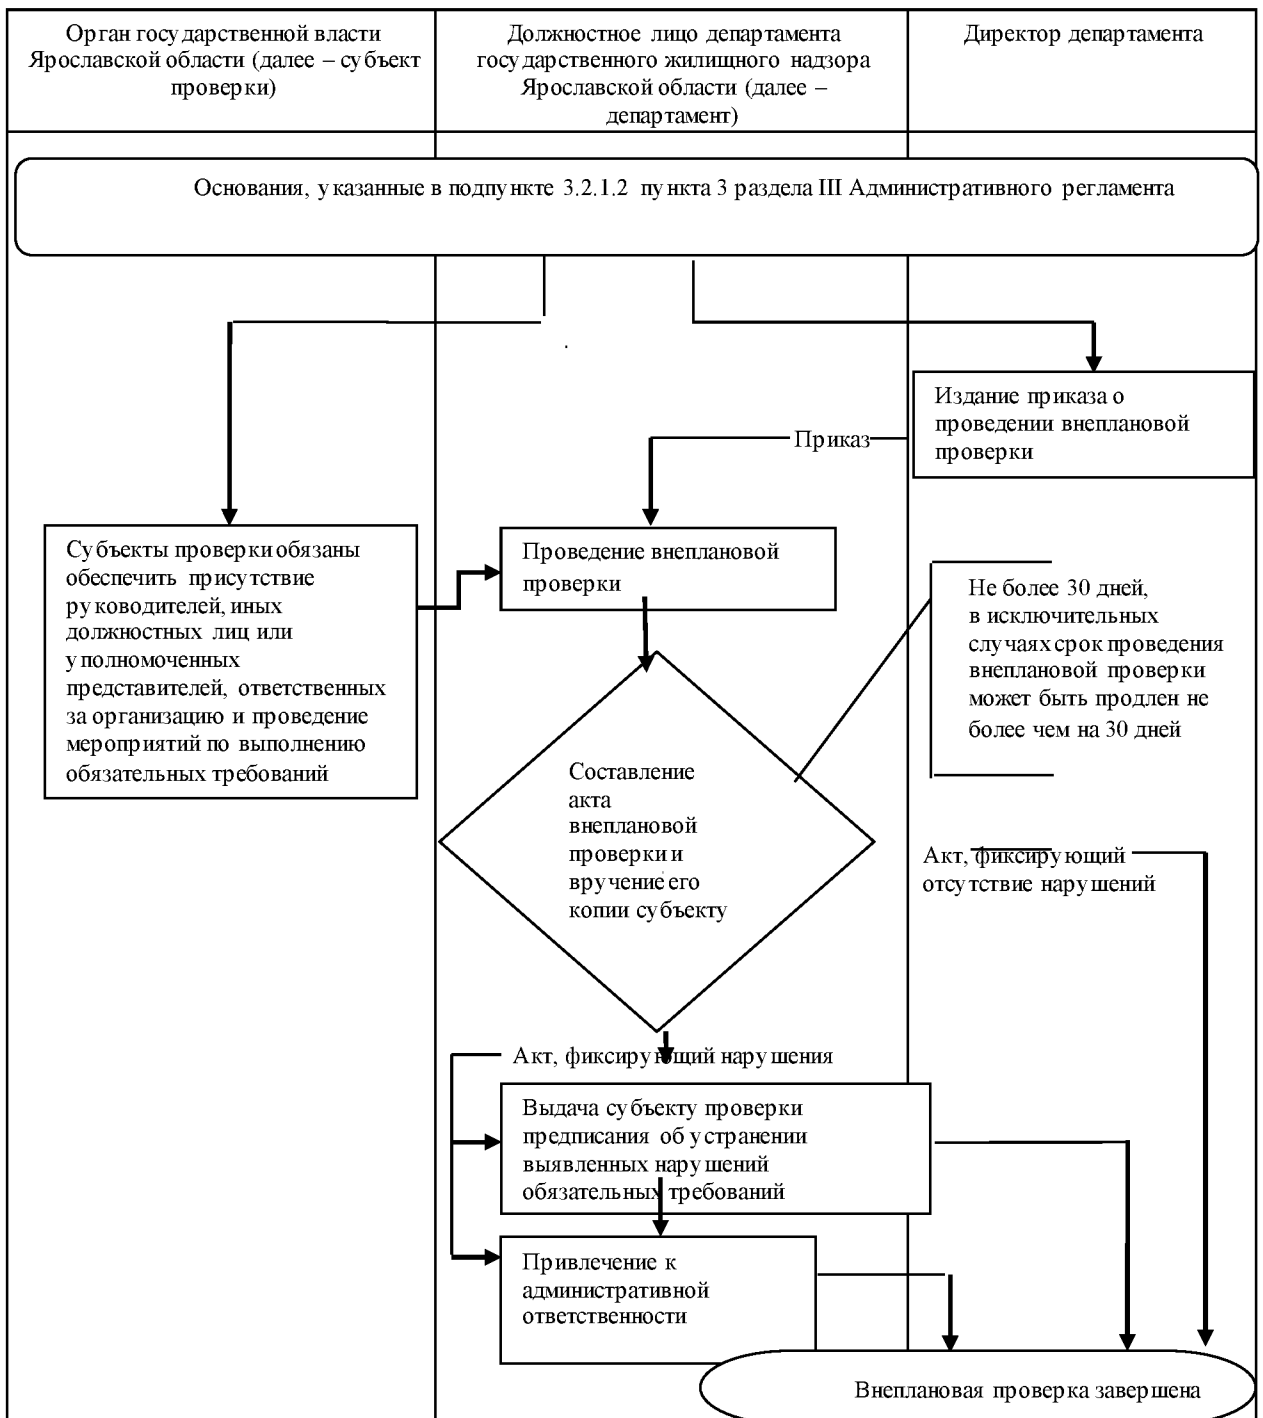 Орган государственной власти
Ярославской области (далее – субъект
проверки)
Должностное лицо департамента
государственного жилищного надзора
Ярославской области (далее –
департамент)
Директор департамента
Основания, указанные в подпункте 3.2.1.2 пункта 3 раздела III Административного регламента
Издание приказа о
проведении внеплановой
проверки
Приказ
Субъекты проверки обязаны
обеспечить присутствие
руководителей, иных
должностных лиц или
уполномоченных
представителей, ответственных
за организацию и проведение
мероприятий по выполнению
обязательных требований
Проведение внеплановой
проверки
Не более 30 дней,
в исключительных
случаях срок проведения
внеплановой проверки
может быть продлен не
более чем на 30 дней
Составление
акта
внеплановой
проверки и
вручение его
копии субъекту
Акт, фиксирующий
отсутствие нарушений
Акт, фиксирующий нарушения
Выдача субъекту проверки
предписания об устранении
выявленных нарушений
обязательных требований
Привлечение к
административной
ответственности
Внеплановая проверка завершена